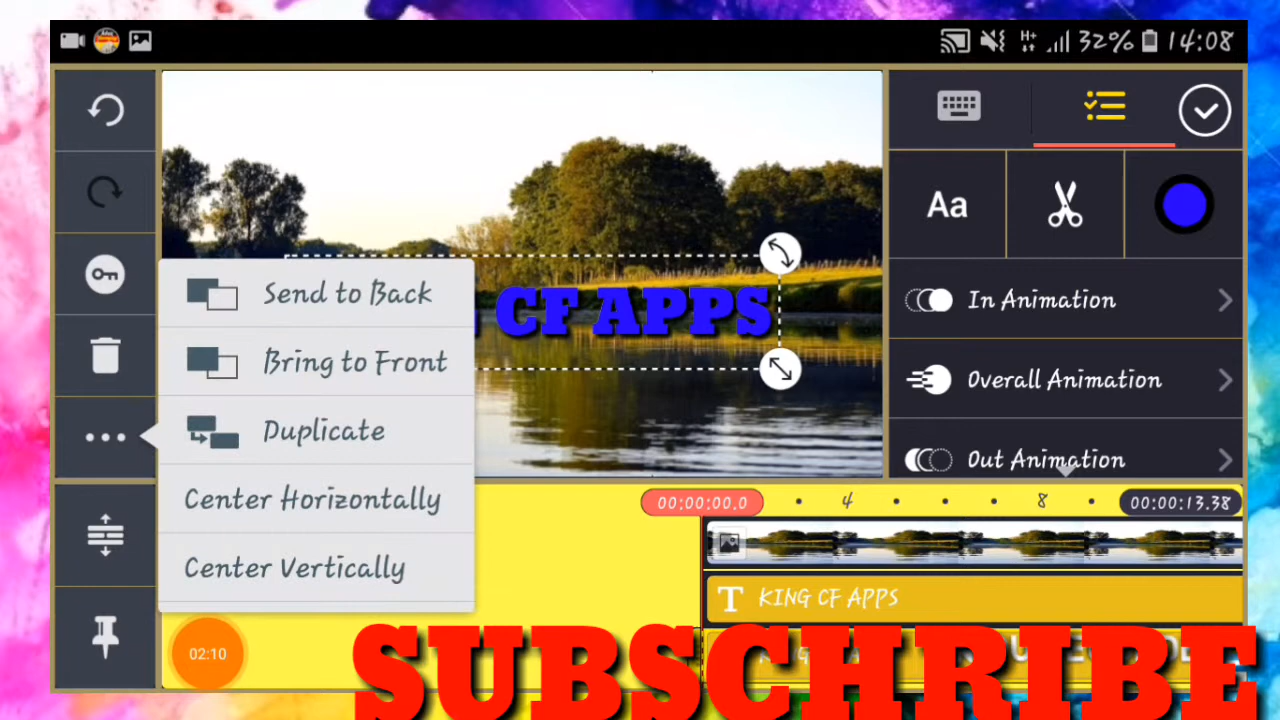 H+ 32% 14:08
Aa
In Animation
Overall Animation
Out Animation
Send to Back
Bring to Front
Duplicate
Center Horizontally
Center Vertically
CF APPS
00:00:00.0 4 8 00:00:13.38
T KING CF APPS
02:10
SUBSCHRIBE